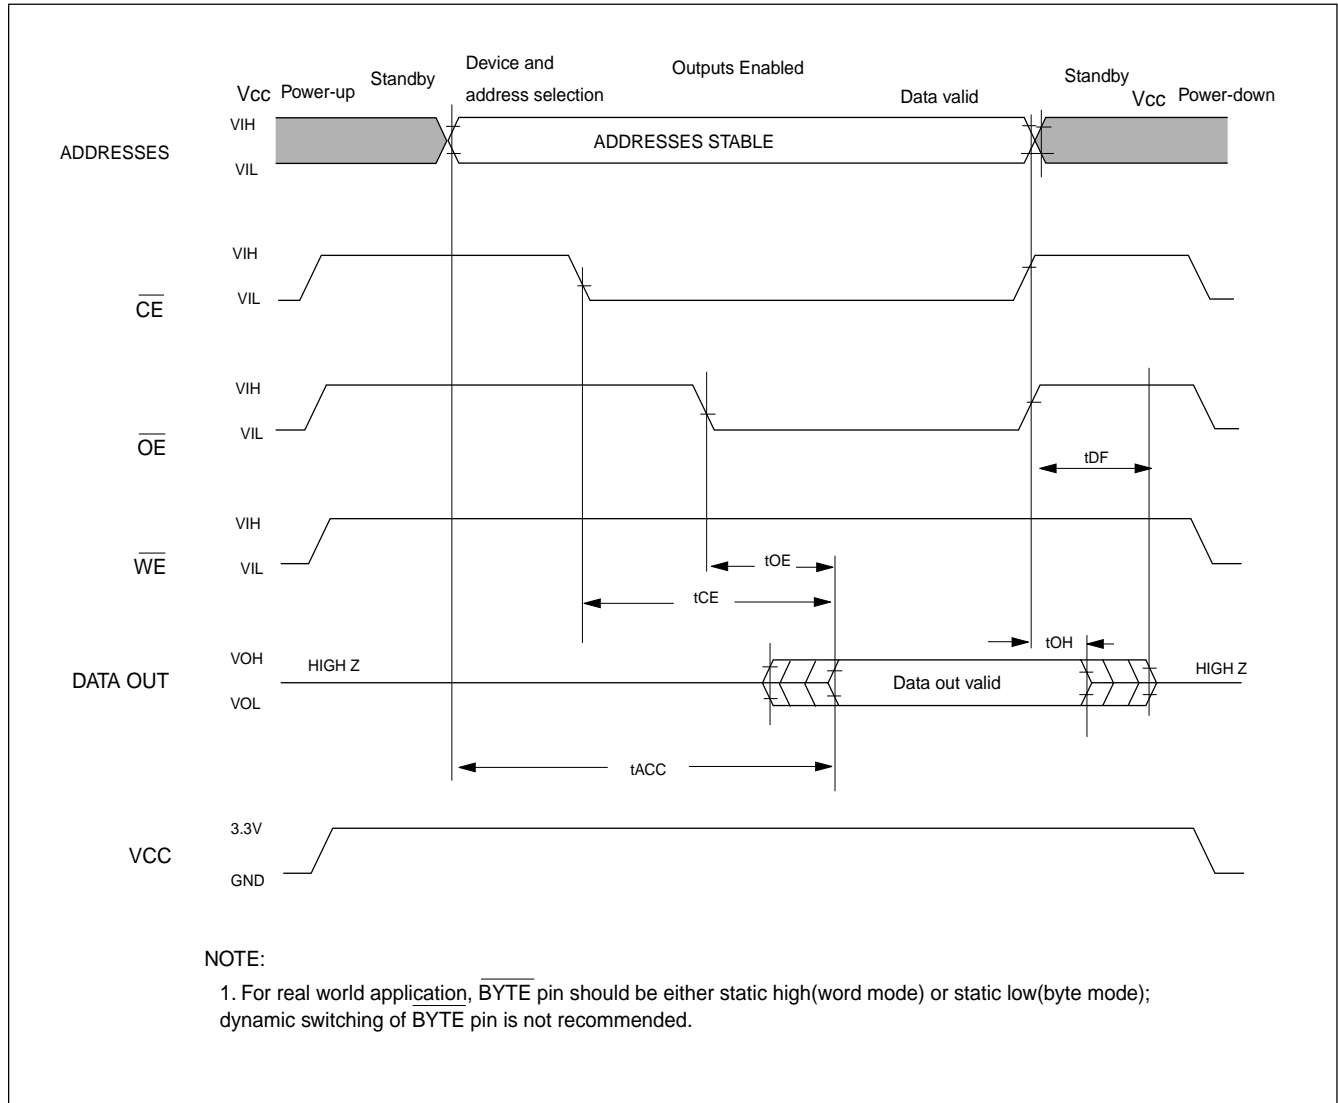 Vcc Power-up
Standby
Device and
address selection
Outputs Enabled
Data valid
Standby
Vcc Power-down
ADDRESSES
VIH
VIL
ADDRESSES STABLE
CE
VIH
VIL
OE
VIH
VIL
tDF
WE
VIH
VIL
tOE
tCE
tOH
DATA OUT
VOH
VOL
HIGH Z
Data out valid
HIGH Z
tACC
VCC
3.3V
GND
NOTE:
1. For real world application, BYTE pin should be either static high(word mode) or static low(byte mode);
dynamic switching of BYTE pin is not recommended.